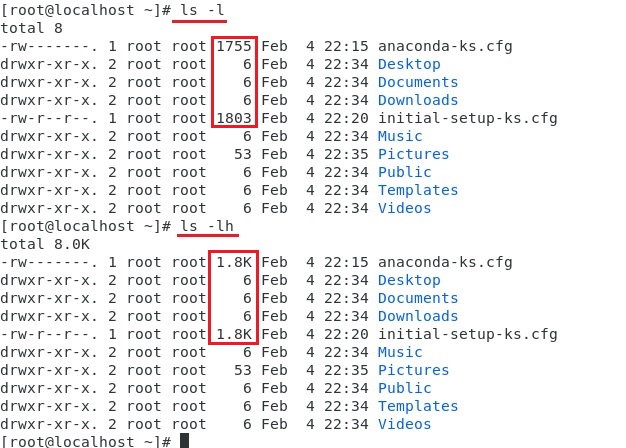 [root@localhost ~]# ls -l
total 8
-rw-------. 1 root root 1755 Feb  4 22:15 anaconda-ks.cfg
drwxr-xr-x. 2 root root    6 Feb  4 22:34 Desktop
drwxr-xr-x. 2 root root    6 Feb  4 22:34 Documents
drwxr-xr-x. 2 root root    6 Feb  4 22:34 Downloads
-rw-r--r--. 1 root root 1803 Feb  4 22:20 initial-setup-ks.cfg
drwxr-xr-x. 2 root root    6 Feb  4 22:34 Music
drwxr-xr-x. 2 root root   53 Feb  4 22:35 Pictures
drwxr-xr-x. 2 root root    6 Feb  4 22:34 Public
drwxr-xr-x. 2 root root    6 Feb  4 22:34 Templates
drwxr-xr-x. 2 root root    6 Feb  4 22:34 Videos
[root@localhost ~]# ls -lh
total 8.0K
-rw-------. 1 root root 1.8K Feb  4 22:15 anaconda-ks.cfg
drwxr-xr-x. 2 root root    6 Feb  4 22:34 Desktop
drwxr-xr-x. 2 root root    6 Feb  4 22:34 Documents
drwxr-xr-x. 2 root root    6 Feb  4 22:34 Downloads
-rw-r--r--. 1 root root 1.8K Feb  4 22:20 initial-setup-ks.cfg
drwxr-xr-x. 2 root root    6 Feb  4 22:34 Music
drwxr-xr-x. 2 root root   53 Feb  4 22:35 Pictures
drwxr-xr-x. 2 root root    6 Feb  4 22:34 Public
drwxr-xr-x. 2 root root    6 Feb  4 22:34 Templates
drwxr-xr-x. 2 root root    6 Feb  4 22:34 Videos
[root@localhost ~]#